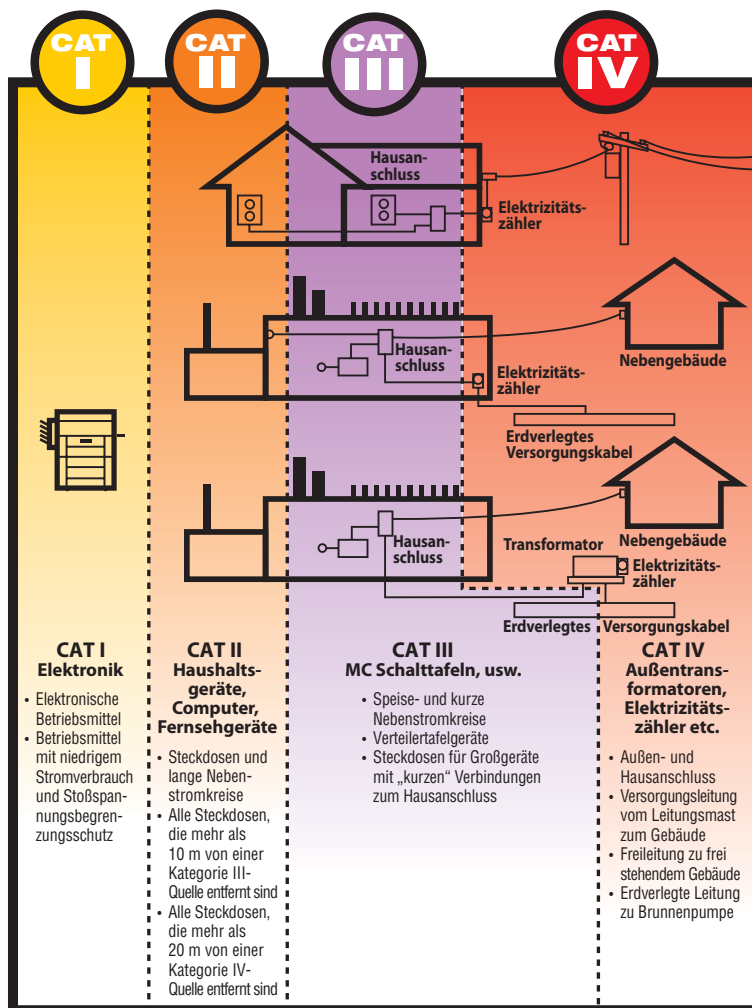 CAT
I
CAT
II
CAT
III
CAT
IV
Hausan-
schluss
Elektrizitäts-
zähler
Hausan-
schluss
Elektrizitäts-
zähler
Nebengebäude
Erdverlegtes
Versorgungskabel
Hausan-
schluss
Transformator
Nebengebäude
Elektrizitäts-
zähler
Erdverlegtes Versorgungskabel
CAT I
Elektronik
• Elektronische
Betriebsmittel
• Betriebsmittel
mit niedrigem
Stromverbrauch
und Stoßspan-
nungsbegren-
zungsschutz
CAT II
Haushalts-
geräte,
Computer,
Fernsehgeräte
• Steckdosen und
lange Neben-
stromkreise
• Alle Steckdosen,
die mehr als
10 m von einer
Kategorie III-
Quelle entfernt sind
• Alle Steckdosen,
die mehr als
20 m von einer
Kategorie IV-
Quelle entfernt sind
CAT III
MC Schalttafeln, usw.
• Speise- und kurze
Nebenstromkreise
• Verteilertafelgeräte
• Steckdosen für Großgeräte
mit „kurzen“ Verbindungen
zum Hausanschluss
CAT IV
Außentrans-
formatoren,
Elektrizitäts-
zähler etc.
• Außen- und
Hausanschluss
• Versorgungsleitung
vom Leitungsmast
zum Gebäude
• Freileitung zu frei
stehendem Gebäude
• Erdverlegte Leitung
zu Brunnenpumpe